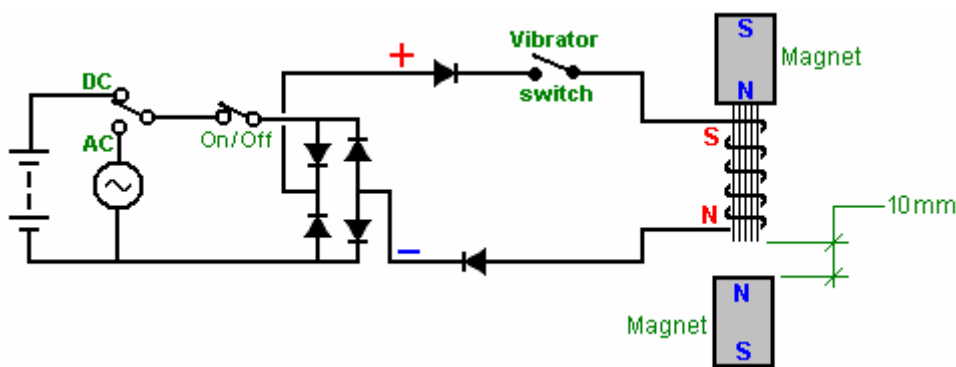 S
Magnet
N
+
Vibrator
switch
DC
AC
On/Off
S
N
10mm
−
N
Magnet
S